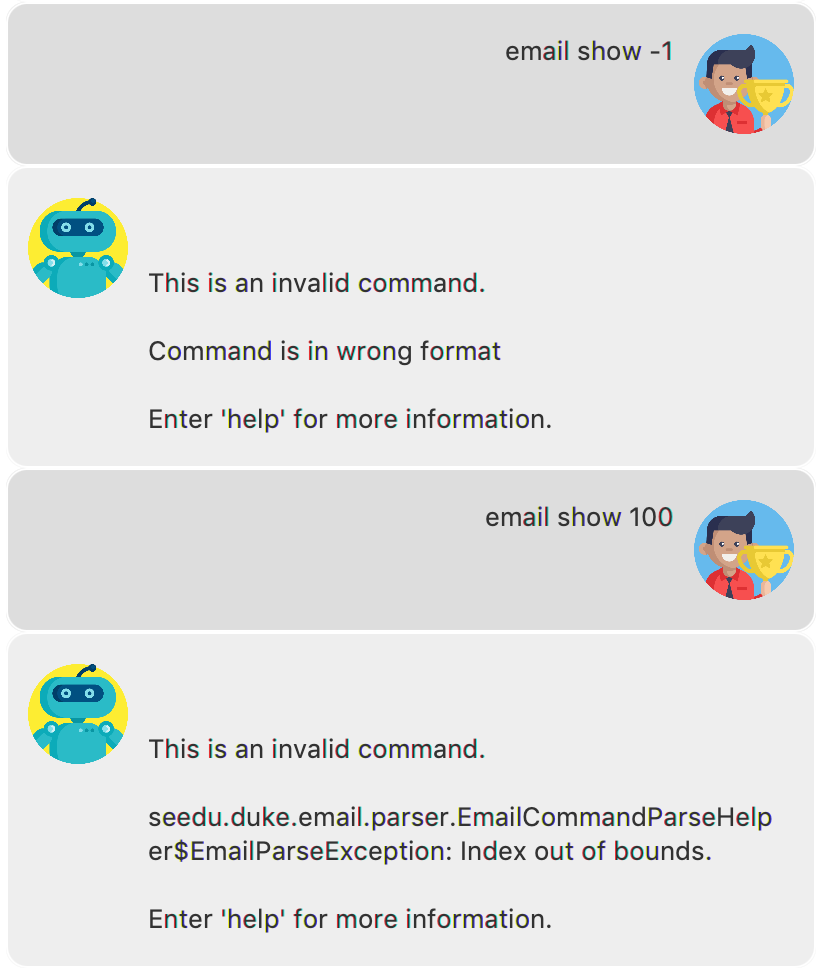 email show -1
This is an invalid command.
Command is in wrong format
Enter 'help' for more information.
email show 100
This is an invalid command.
seedu.duke.email.parser.EmailCommandParseHelp
er$EmailParseException: Index out of bounds.
Enter 'help' for more information.